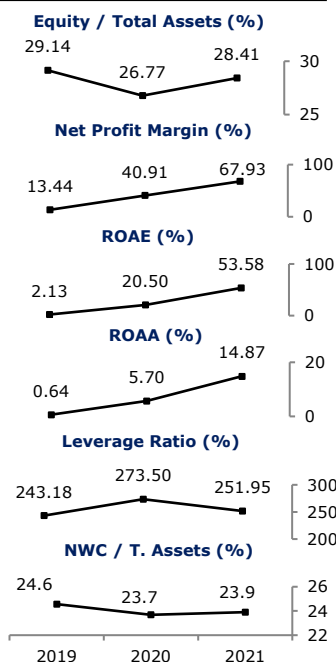 Equity / Total Assets (%)
29.14 26.77 28.41 30
25
Net Profit Margin (%)
13.44 40.91 67.93 100
0
ROAE (%)
2.13 20.50 53.58 100
0
ROAA (%)
0.64 5.70 14.87 20
0
Leverage Ratio (%)
243.18 273.50 251.95 300
250
200
NWC / T. Assets (%)
24.6 23.7 23.9 26
24
22
2019 2020 2021